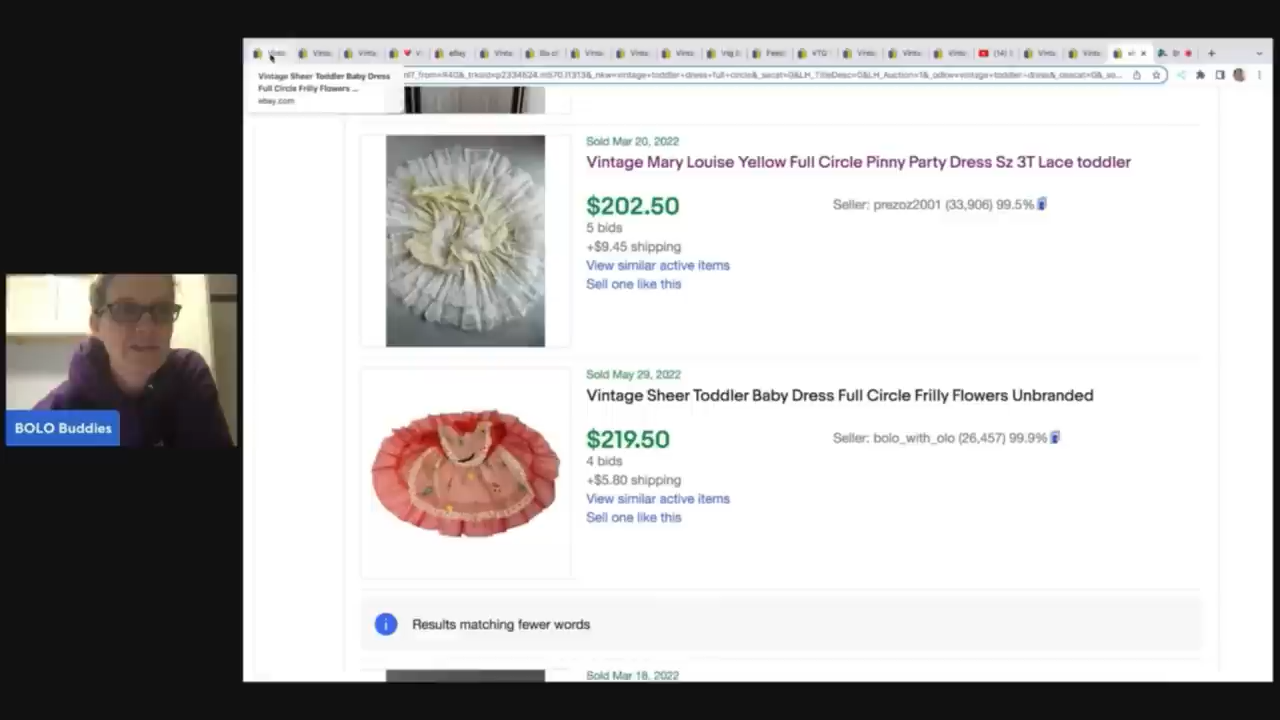 Vintage Sheer Toddler Baby Dress
Full Circle Frilly Flowers ...
ebay.com
Sold Mar 20, 2022
Vintage Mary Louise Yellow Full Circle Pinny Party Dress Sz 3T Lace toddler
$202.50
Seller: prezoz2001 (33,906) 99.5%
5 bids
+$9.45 shipping
View similar active items
Sell one like this
Sold May 29, 2022
Vintage Sheer Toddler Baby Dress Full Circle Frilly Flowers Unbranded
$219.50
Seller: bolo_with_olo (26,457) 99.9%
4 bids
+$5.80 shipping
View similar active items
Sell one like this
BOLO Buddies
Results matching fewer words
Sold Mar 18, 2022